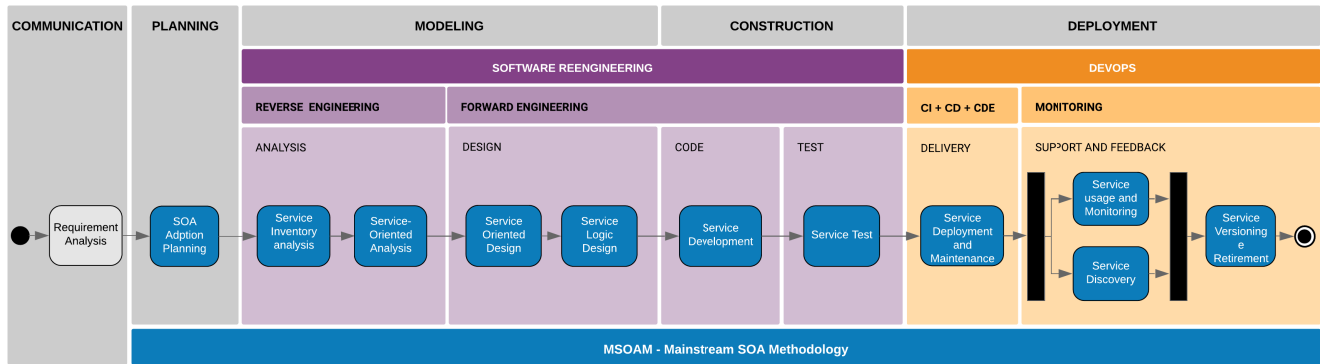 COMMUNICATION
PLANNING
MODELING
CONSTRUCTION
DEPLOYMENT
SOFTWARE REENGINEERING
DEVOPS
REVERSE ENGINEERING
FORWARD ENGINEERING
CI + CD + CDE
MONITORING
ANALYSIS
DESIGN
CODE
TEST
DELIVERY
SUPPORT AND FEEDBACK
Requirement
Analysis
SOA
Adption
Planning
Service
Inventory
analysis
Service-
Oriented
Analysis
Service
Oriented
Design
Service
Logic
Design
Service
Development
Service Test
Service
Deployment
and
Maintenance
Service
usage and
Monitoring
Service
Discovery
Service
Versioning
e
Retirement
MSOAM - Mainstream SOA Methodology